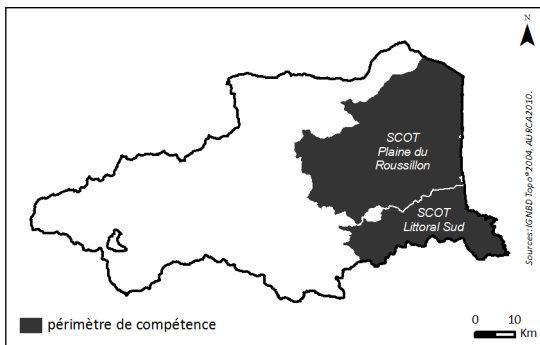 N
SCOT
Plaine du
Roussillon
SCOT
Littoral Sud
Sources: IGNBD Topo®2004, AURCA2010.
périmètre de compétence
0 10
Km